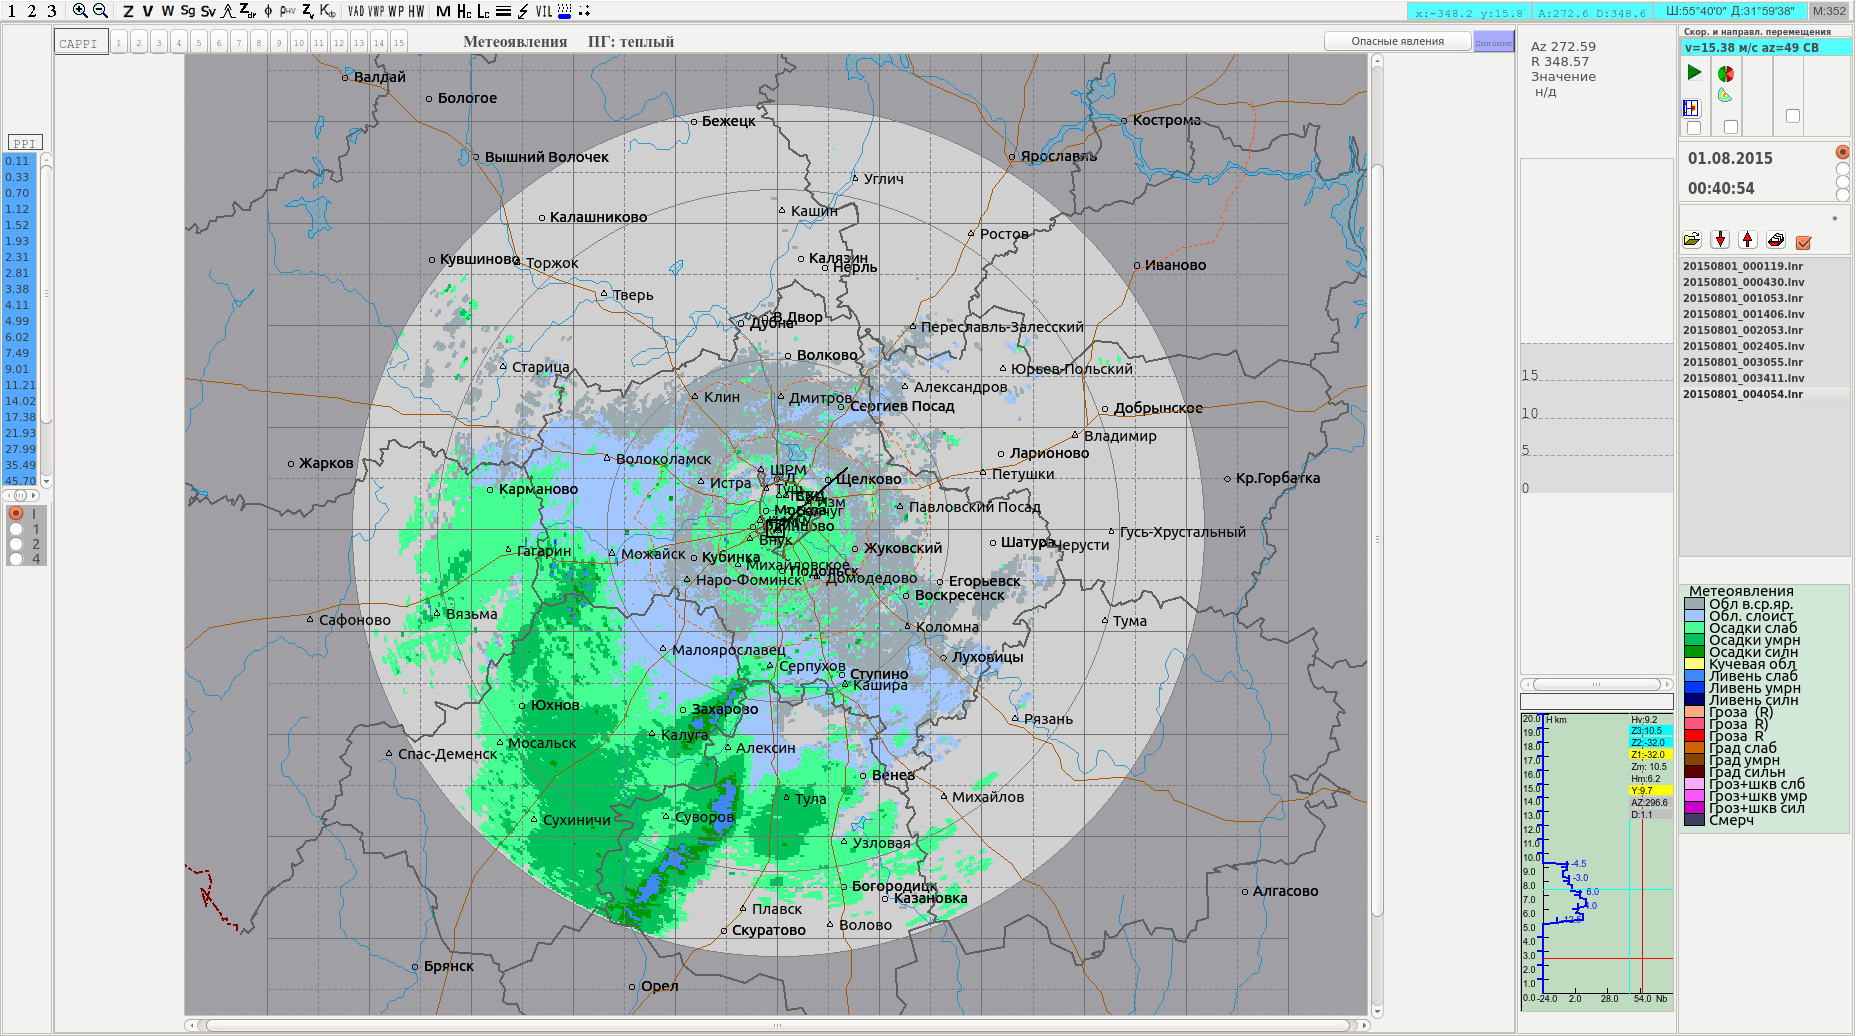 1 2 3 Z V W Sg Sv Zdr ϕ ρHV Zv Kdr VAD VWP WP HW M Hc Lc VIL
x:-348.2 y:15.8 A:272.6 D:348.6 Ш:55°40'0" Д:31°59'38" М:352
CAPPI 1 2 3 4 5 6 7 8 9 10 11 12 13 14 15
Метеоявления ПГ: теплый
Опасные явления Динамик
PPI
0.11
0.33
0.70
1.12
1.52
1.93
2.31
2.81
3.38
4.11
4.99
6.02
7.49
9.01
11.21
14.02
17.38
21.93
27.99
35.49
45.70
I
1
2
4
Валдай
Бологое
Бежецк
Кострома
Вышний Волочек
Ярославль
Углич
Кашин
Калашниково
Ростов
Кувшиново
Торжок
Калязин
Нерль
Иваново
Тверь
В.Двор
Дубна
Переславль-Залесский
Волково
Старица
Юрьев-Польский
Александров
Клин
Дмитров
Сергиев Посад
Добрынское
Владимир
Волоколамск
Ларионово
Жарков
ШРМ
Петушки
Кр.Горбатка
Истра
Щелково
Карманово
Туш
Москва
Павловский Посад
Одинцово
Гусь-Хрустальный
Внук
Шатура
Черусти
Гагарин
Можайск
Кубинка
Жуковский
Михайловское
Подольск
Наро-Фоминск
Домодедово
Егорьевск
Воскресенск
Вязьма
Сафоново
Коломна
Тума
Малоярославец
Луховицы
Серпухов
Ступино
Кашира
Юхнов
Захарово
Рязань
Калуга
Мосальск
Алексин
Спас-Деменск
Венев
Тула
Михайлов
Суворов
Сухиничи
Узловая
Богородицк
Казановка
Алгасово
Плавск
Волово
Скуратово
Брянск
Орел
Az 272.59
R 348.57
Значение
н/д
15
10
5
0
20.0
19.0
18.0
17.0
16.0
15.0
14.0
13.0
12.0
11.0
10.0
9.0
8.0
7.0
6.0
5.0
4.0
3.0
2.0
1.0
0.0
H km
Hv:9.2
Z3:10.5
Z2:-32.0
Z1:-32.0
Zm: 10.5
Hm:6.2
Y:9.7
AZ:296.6
D:1.1
-4.5
-3.0
6.0
-24.0 2.0 28.0 54.0 Nb
Скор. и направл. перемещения
v=15.38 м/с az=49 СВ
01.08.2015
00:40:54
*
20150801_000119.lnr
20150801_000430.lnv
20150801_001053.lnr
20150801_001406.lnv
20150801_002053.lnr
20150801_002405.lnv
20150801_003055.lnr
20150801_003411.lnv
20150801_004054.lnr
Метеоявления
Обл в.ср.яр.
Обл. слоист
Осадки слаб
Осадки умрн
Осадки силн
Кучевая обл
Ливень слаб
Ливень умрн
Ливень силн
Гроза (R)
Гроза R)
Гроза R
Град слаб
Град умрн
Град сильн
Гроз+шкв слб
Гроз+шкв умр
Гроз+шкв сил
Смерч